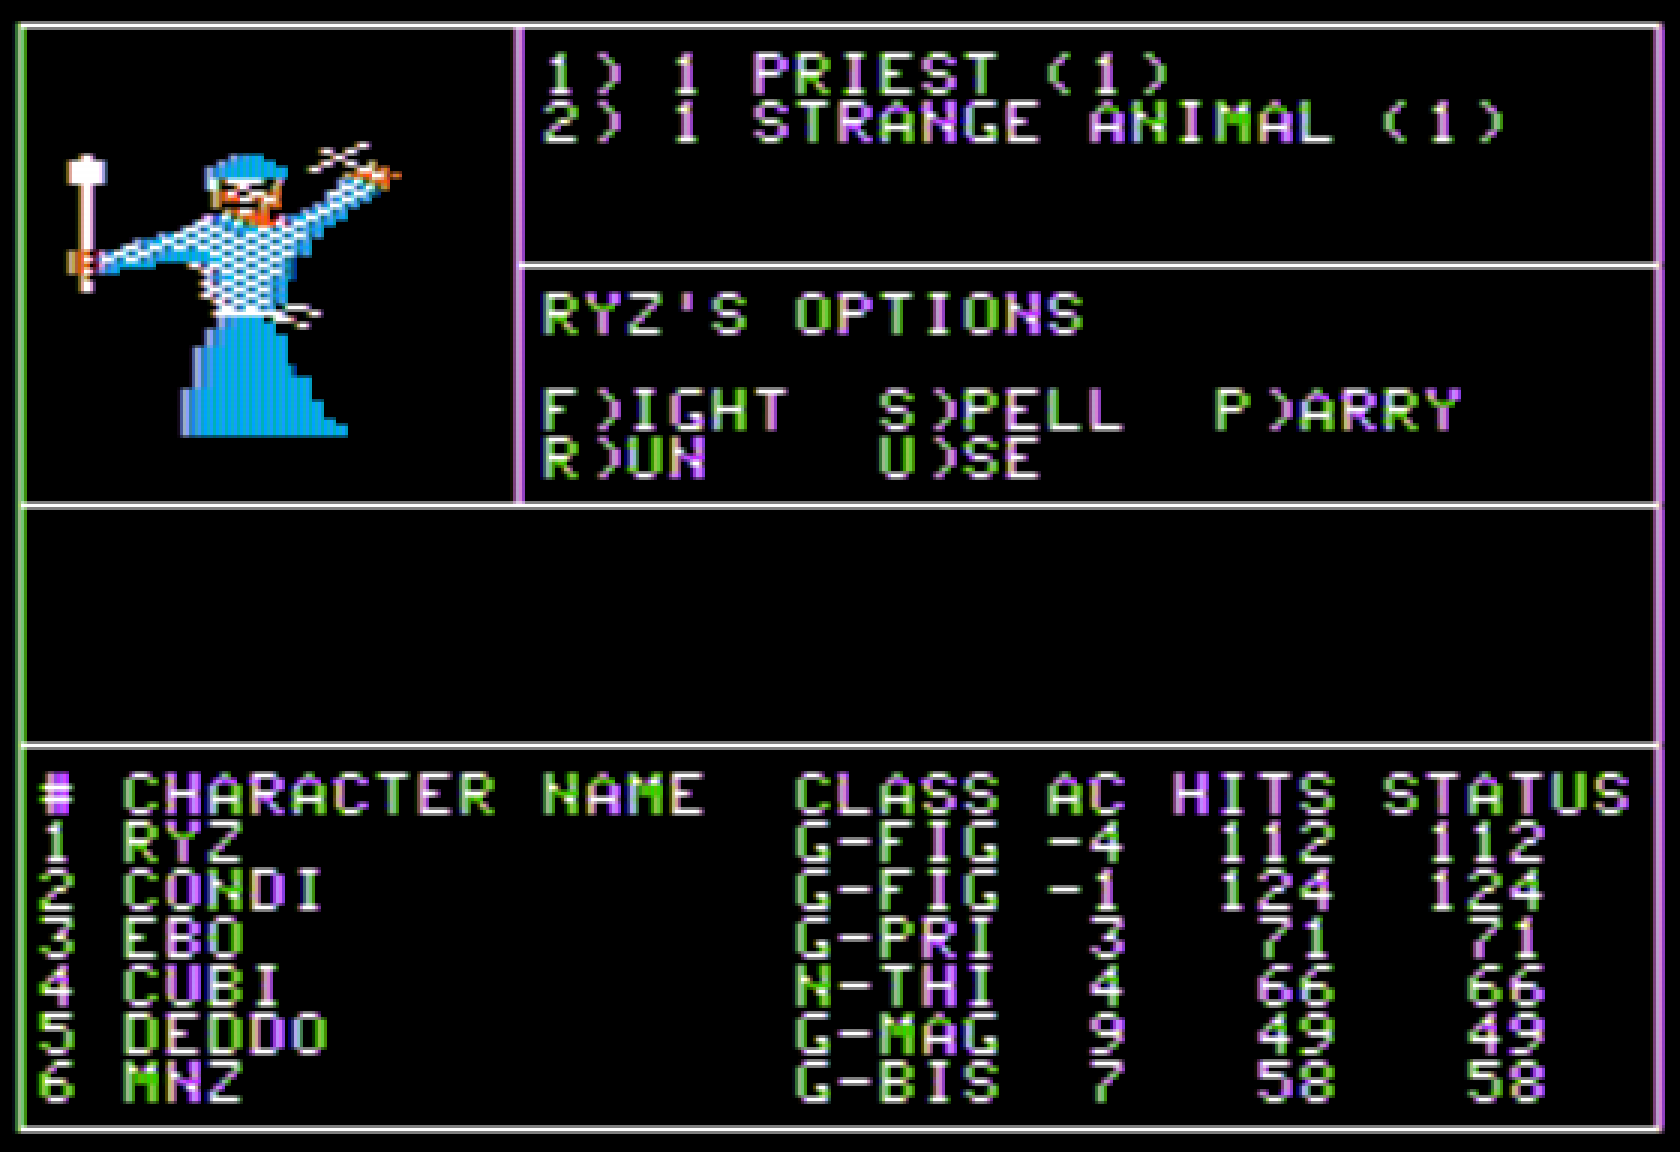 1) 1 PRIEST (1)
2) 1 STRANGE ANIMAL (1)
RYZ'S OPTIONS
F)IGHT S)PELL P)ARRY
R)UN U)SE
# CHARACTER NAME CLASS AC HITS STATUS
1 RYZ G-FIG -4 112 112
2 CONDI G-FIG -1 124 124
3 EBO G-PRI 3 71 71
4 CUBI N-THI 4 66 66
5 DEDDO G-MAG 9 49 49
6 MNZ G-BIS 7 58 58